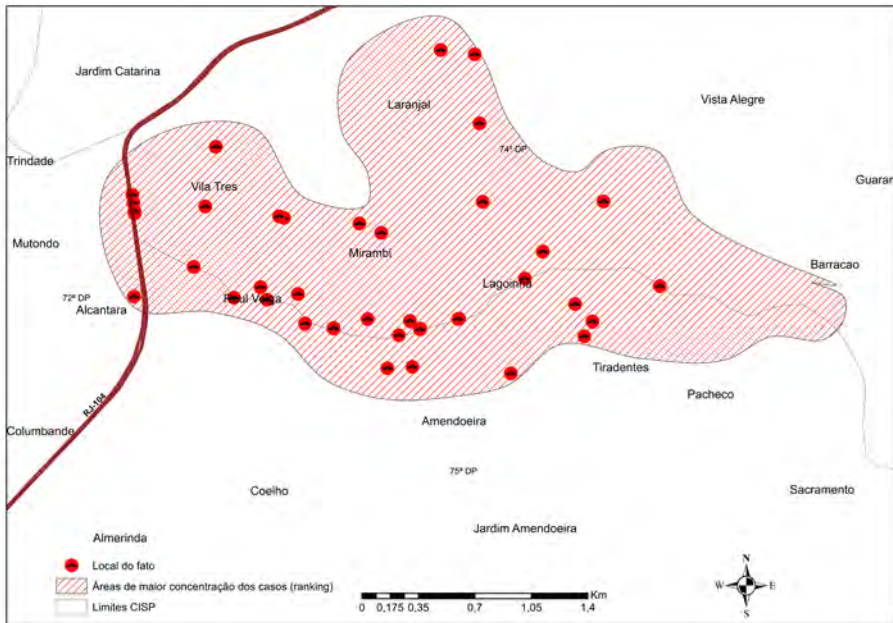 Jardim Catarina
Laranjal
Vista Alegre
74ª DP
Trindade
Guarar
Vila Tres
Mutondo
Mirambí
Barracao
Lagoinha
72ª DP
Raul Veiga
Alcantara
Tiradentes
Pacheco
RJ-104
Amendoeira
Columbande
75ª DP
Coelho
Sacramento
Jardim Amendoeira
Almerinda
Local do fato
Áreas de maior concentração dos casos (ranking)
Limites CISP
Km
0 0,175 0,35 0,7 1,05 1,4
N
W E
S